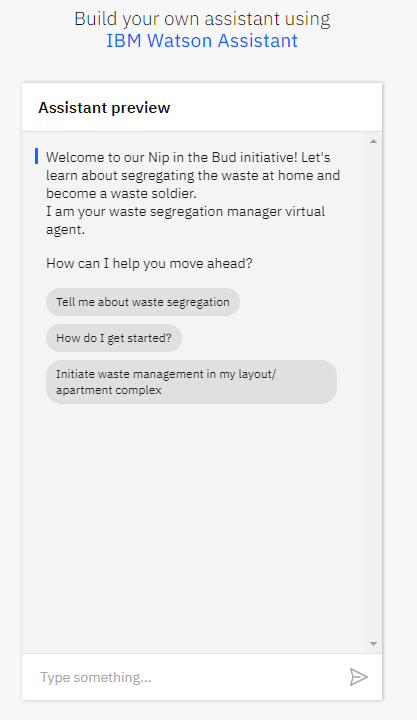 Build your own assistant using
IBM Watson Assistant
Assistant preview
Welcome to our Nip in the Bud initiative! Let's
learn about segregating the waste at home and
become a waste soldier.
I am your waste segregation manager virtual
agent.
How can I help you move ahead?
Tell me about waste segregation
How do I get started?
Initiate waste management in my layout/
apartment complex
Type something...